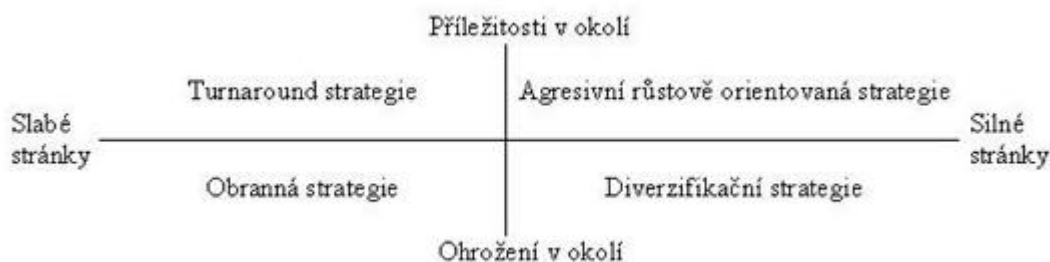 Příležitosti v okolí
Turnaround strategie
Agresivní růstově orientovaná strategie
Slabé
stránky
Silné
stránky
Obranná strategie
Diverzifikační strategie
Ohrožení v okolí